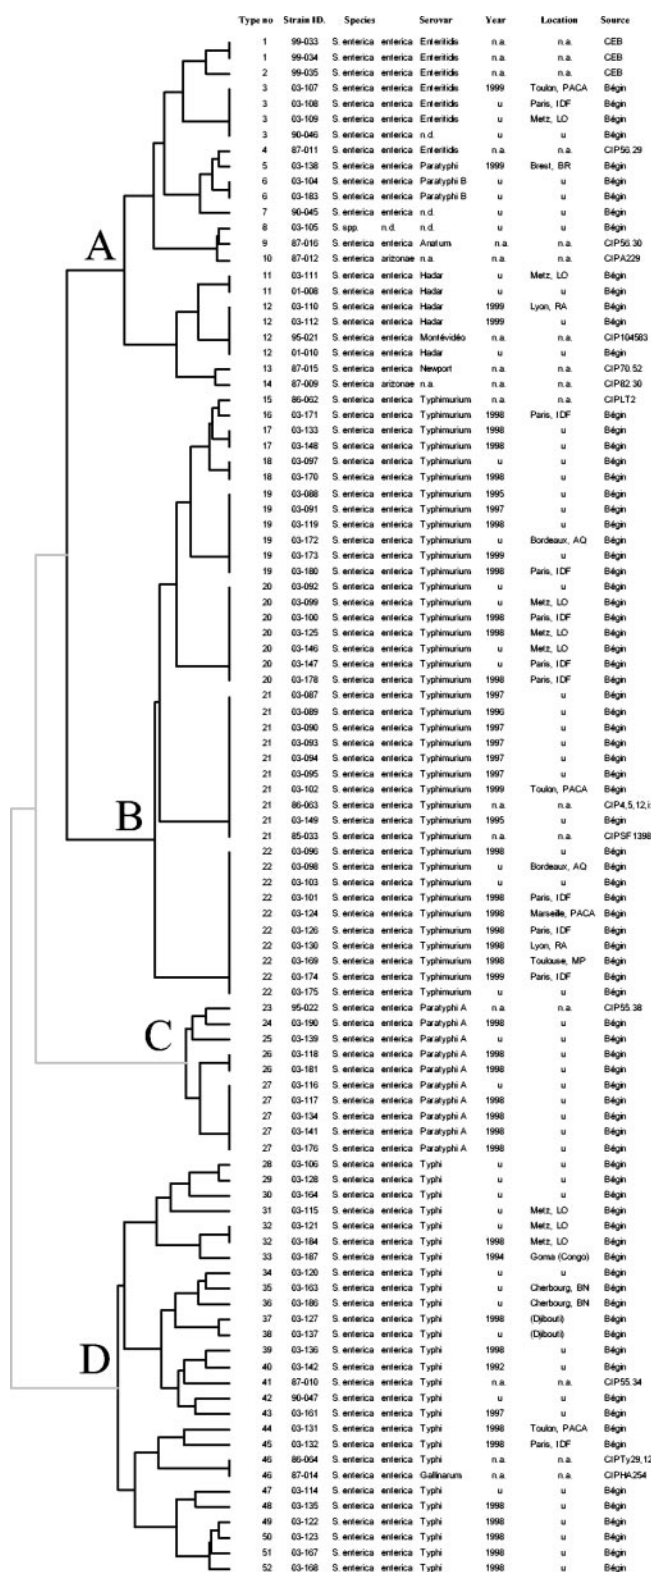 Type no Strain ID. Species Serovar Year Location Source
1 99-033 S. enterica enterica Enteritidis n.a. n.a. CEB
1 99-034 S. enterica enterica Enteritidis n.a. n.a. CEB
2 99-035 S. enterica enterica Enteritidis n.a. n.a. CEB
3 03-107 S. enterica enterica Enteritidis 1999 Toulon, PACA Bégin
3 03-108 S. enterica enterica Enteritidis u Paris, IDF Bégin
3 03-109 S. enterica enterica Enteritidis u Metz, LO Bégin
3 90-046 S. enterica enterica n.d. u u Bégin
4 87-011 S. enterica enterica Enteritidis n.a. n.a. CIP56.29
5 03-138 S. enterica enterica Paratyphi 1999 Brest, BR Bégin
6 03-104 S. enterica enterica Paratyphi B u u Bégin
6 03-183 S. enterica enterica Paratyphi B u u Bégin
7 90-045 S. enterica enterica n.d. u u Bégin
8 03-105 S. spp. n.d. n.d. u u Bégin
A
9 87-016 S. enterica enterica Anatum n.a. n.a. CIP56.30
10 87-012 S. enterica arizonae n.a. n.a. CIPA229
11 03-111 S. enterica enterica Hadar u Metz, LO Bégin
11 01-008 S. enterica enterica Hadar u u Bégin
12 03-110 S. enterica enterica Hadar 1999 Lyon, RA Bégin
12 03-112 S. enterica enterica Hadar 1999 u Bégin
12 95-021 S. enterica enterica Montévidéo n.a. n.a. CIP104583
12 01-010 S. enterica enterica Hadar u u Bégin
13 87-015 S. enterica enterica Newport n.a. n.a. CIP70.52
14 87-009 S. enterica arizonae n.a. n.a. n.a. CIP82.30
15 86-062 S. enterica enterica Typhimurium n.a. n.a. CIPLT2
16 03-171 S. enterica enterica Typhimurium 1998 Paris, IDF Bégin
17 03-133 S. enterica enterica Typhimurium 1998 u Bégin
17 03-148 S. enterica enterica Typhimurium 1998 u Bégin
18 03-097 S. enterica enterica Typhimurium u u Bégin
18 03-170 S. enterica enterica Typhimurium 1998 u Bégin
19 03-088 S. enterica enterica Typhimurium 1995 u Bégin
19 03-091 S. enterica enterica Typhimurium 1997 u Bégin
19 03-119 S. enterica enterica Typhimurium 1998 u Bégin
19 03-172 S. enterica enterica Typhimurium u Bordeaux, AQ Bégin
19 03-173 S. enterica enterica Typhimurium 1999 u Bégin
19 03-180 S. enterica enterica Typhimurium 1998 Paris, IDF Bégin
20 03-092 S. enterica enterica Typhimurium u u Bégin
20 03-099 S. enterica enterica Typhimurium u Metz, LO Bégin
20 03-100 S. enterica enterica Typhimurium 1998 Paris, IDF Bégin
20 03-125 S. enterica enterica Typhimurium 1998 Metz, LO Bégin
20 03-146 S. enterica enterica Typhimurium u Metz, LO Bégin
20 03-147 S. enterica enterica Typhimurium u Paris, IDF Bégin
20 03-178 S. enterica enterica Typhimurium 1998 Paris, IDF Bégin
21 03-087 S. enterica enterica Typhimurium 1997 u Bégin
21 03-089 S. enterica enterica Typhimurium 1996 u Bégin
21 03-090 S. enterica enterica Typhimurium 1997 u Bégin
21 03-093 S. enterica enterica Typhimurium 1997 u Bégin
21 03-094 S. enterica enterica Typhimurium 1997 u Bégin
21 03-095 S. enterica enterica Typhimurium 1997 u Bégin
21 03-102 S. enterica enterica Typhimurium 1999 Toulon, PACA Bégin
21 86-063 S. enterica enterica Typhimurium n.a. n.a. CIP4,5,12,i:
B
21 03-149 S. enterica enterica Typhimurium 1995 u Bégin
21 85-033 S. enterica enterica Typhimurium n.a. n.a. CIPSF1398
22 03-096 S. enterica enterica Typhimurium 1998 u Bégin
22 03-098 S. enterica enterica Typhimurium u Bordeaux, AQ Bégin
22 03-103 S. enterica enterica Typhimurium u u Bégin
22 03-101 S. enterica enterica Typhimurium 1998 Paris, IDF Bégin
22 03-124 S. enterica enterica Typhimurium 1998 Marseille, PACA Bégin
22 03-126 S. enterica enterica Typhimurium 1998 Paris, IDF Bégin
22 03-130 S. enterica enterica Typhimurium 1998 Lyon, RA Bégin
22 03-169 S. enterica enterica Typhimurium 1998 Toulouse, MP Bégin
22 03-174 S. enterica enterica Typhimurium 1999 Paris, IDF Bégin
22 03-175 S. enterica enterica Typhimurium u u Bégin
23 95-022 S. enterica enterica Paratyphi A n.a. n.a. CIP55.38
24 03-190 S. enterica enterica Paratyphi A 1998 u Bégin
C
25 03-139 S. enterica enterica Paratyphi A u u Bégin
26 03-118 S. enterica enterica Paratyphi A 1998 u Bégin
26 03-181 S. enterica enterica Paratyphi A 1998 u Bégin
27 03-116 S. enterica enterica Paratyphi A u u Bégin
27 03-117 S. enterica enterica Paratyphi A 1998 u Bégin
27 03-134 S. enterica enterica Paratyphi A 1998 u Bégin
27 03-141 S. enterica enterica Paratyphi A 1998 u Bégin
27 03-176 S. enterica enterica Paratyphi A 1998 u Bégin
28 03-106 S. enterica enterica Typhi u u Bégin
29 03-128 S. enterica enterica Typhi u u Bégin
30 03-164 S. enterica enterica Typhi u u Bégin
31 03-115 S. enterica enterica Typhi u Metz, LO Bégin
32 03-121 S. enterica enterica Typhi u Metz, LO Bégin
32 03-184 S. enterica enterica Typhi 1998 Metz, LO Bégin
33 03-187 S. enterica enterica Typhi 1994 Goma (Congo) Bégin
34 03-120 S. enterica enterica Typhi u u Bégin
35 03-163 S. enterica enterica Typhi u Cherbourg, BN Bégin
36 03-186 S. enterica enterica Typhi u Cherbourg, BN Bégin
37 03-127 S. enterica enterica Typhi 1998 (Djibouti) Bégin
38 03-137 S. enterica enterica Typhi u (Djibouti) Bégin
D
39 03-136 S. enterica enterica Typhi 1998 u Bégin
40 03-142 S. enterica enterica Typhi 1992 u Bégin
41 87-010 S. enterica enterica Typhi n.a. n.a. CIP55.34
42 90-047 S. enterica enterica Typhi u u Bégin
43 03-161 S. enterica enterica Typhi 1997 u Bégin
44 03-131 S. enterica enterica Typhi 1998 Toulon, PACA Bégin
45 03-132 S. enterica enterica Typhi 1998 Paris, IDF Bégin
46 86-064 S. enterica enterica Typhi n.a. n.a. CIPTy29,12
46 87-014 S. enterica enterica Gallinarum n.a. n.a. CIPHA254
47 03-114 S. enterica enterica Typhi u u Bégin
48 03-135 S. enterica enterica Typhi 1998 u Bégin
49 03-122 S. enterica enterica Typhi 1998 u Bégin
50 03-123 S. enterica enterica Typhi 1998 u Bégin
51 03-167 S. enterica enterica Typhi 1998 u Bégin
52 03-168 S. enterica enterica Typhi 1998 u Bégin